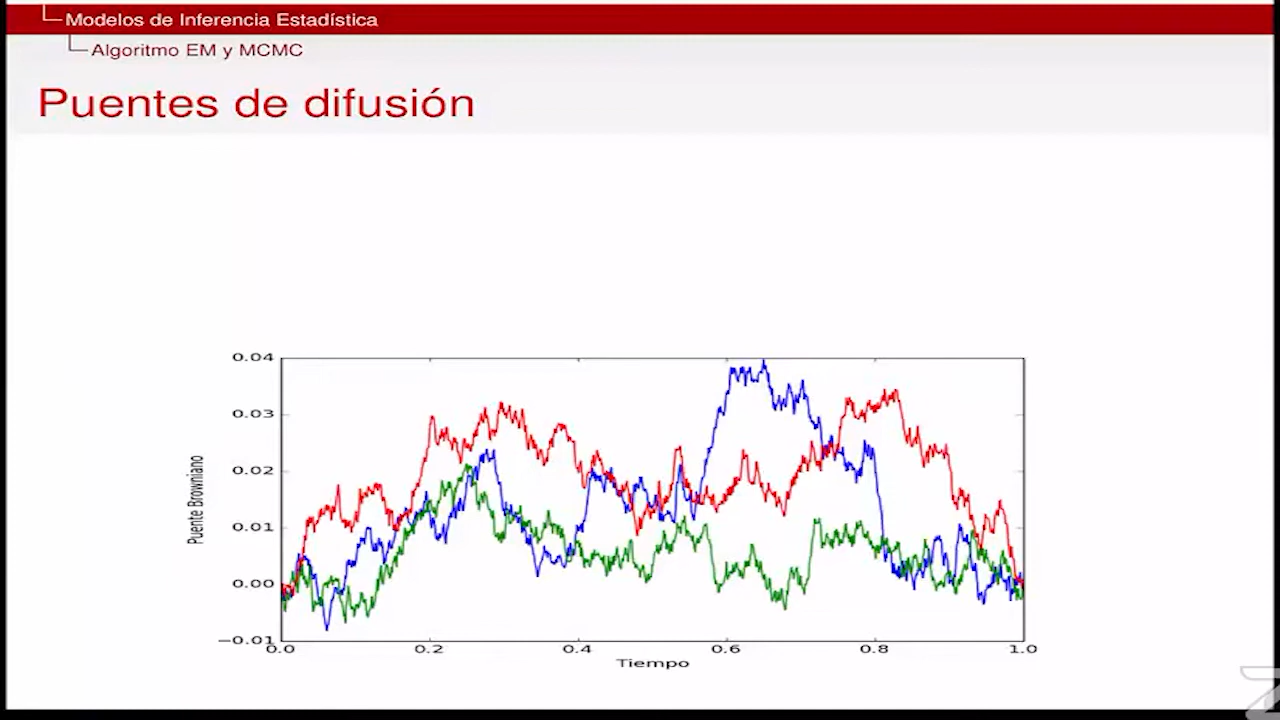 Modelos de Inferencia Estadística
Algoritmo EM y MCMC
Puentes de difusión
0.04
0.03
0.02
0.01
0.00
−0.01
Puente Browniano
0.0 0.2 0.4 0.6 0.8 1.0
Tiempo